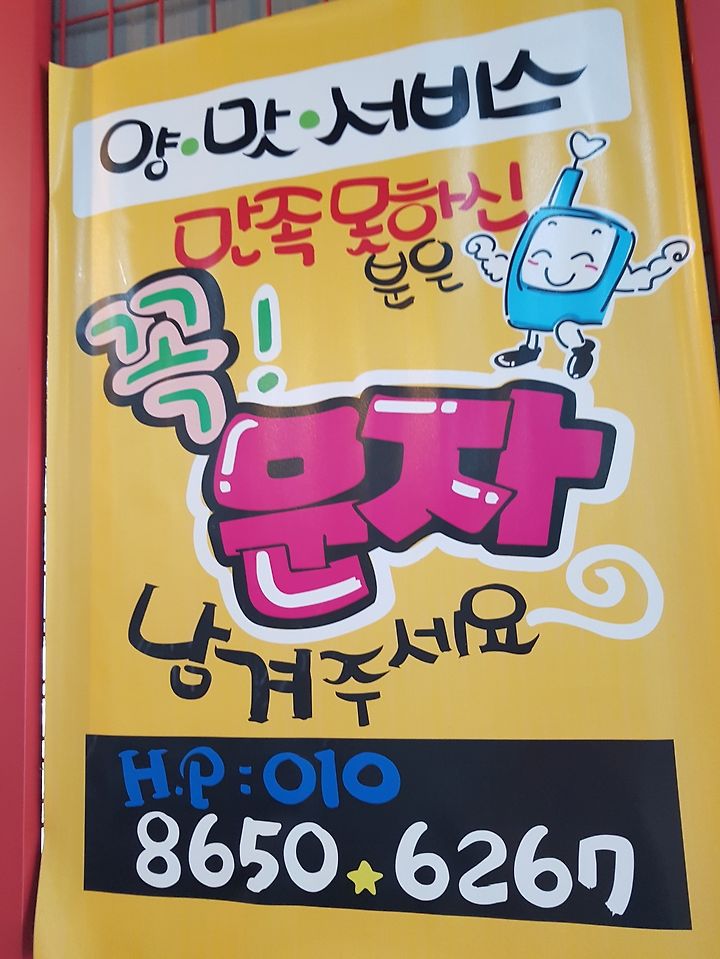 양·맛·서비스
만족 못하신
분은
꼭!
문자
남겨주세요
H.P:010
8650★6267